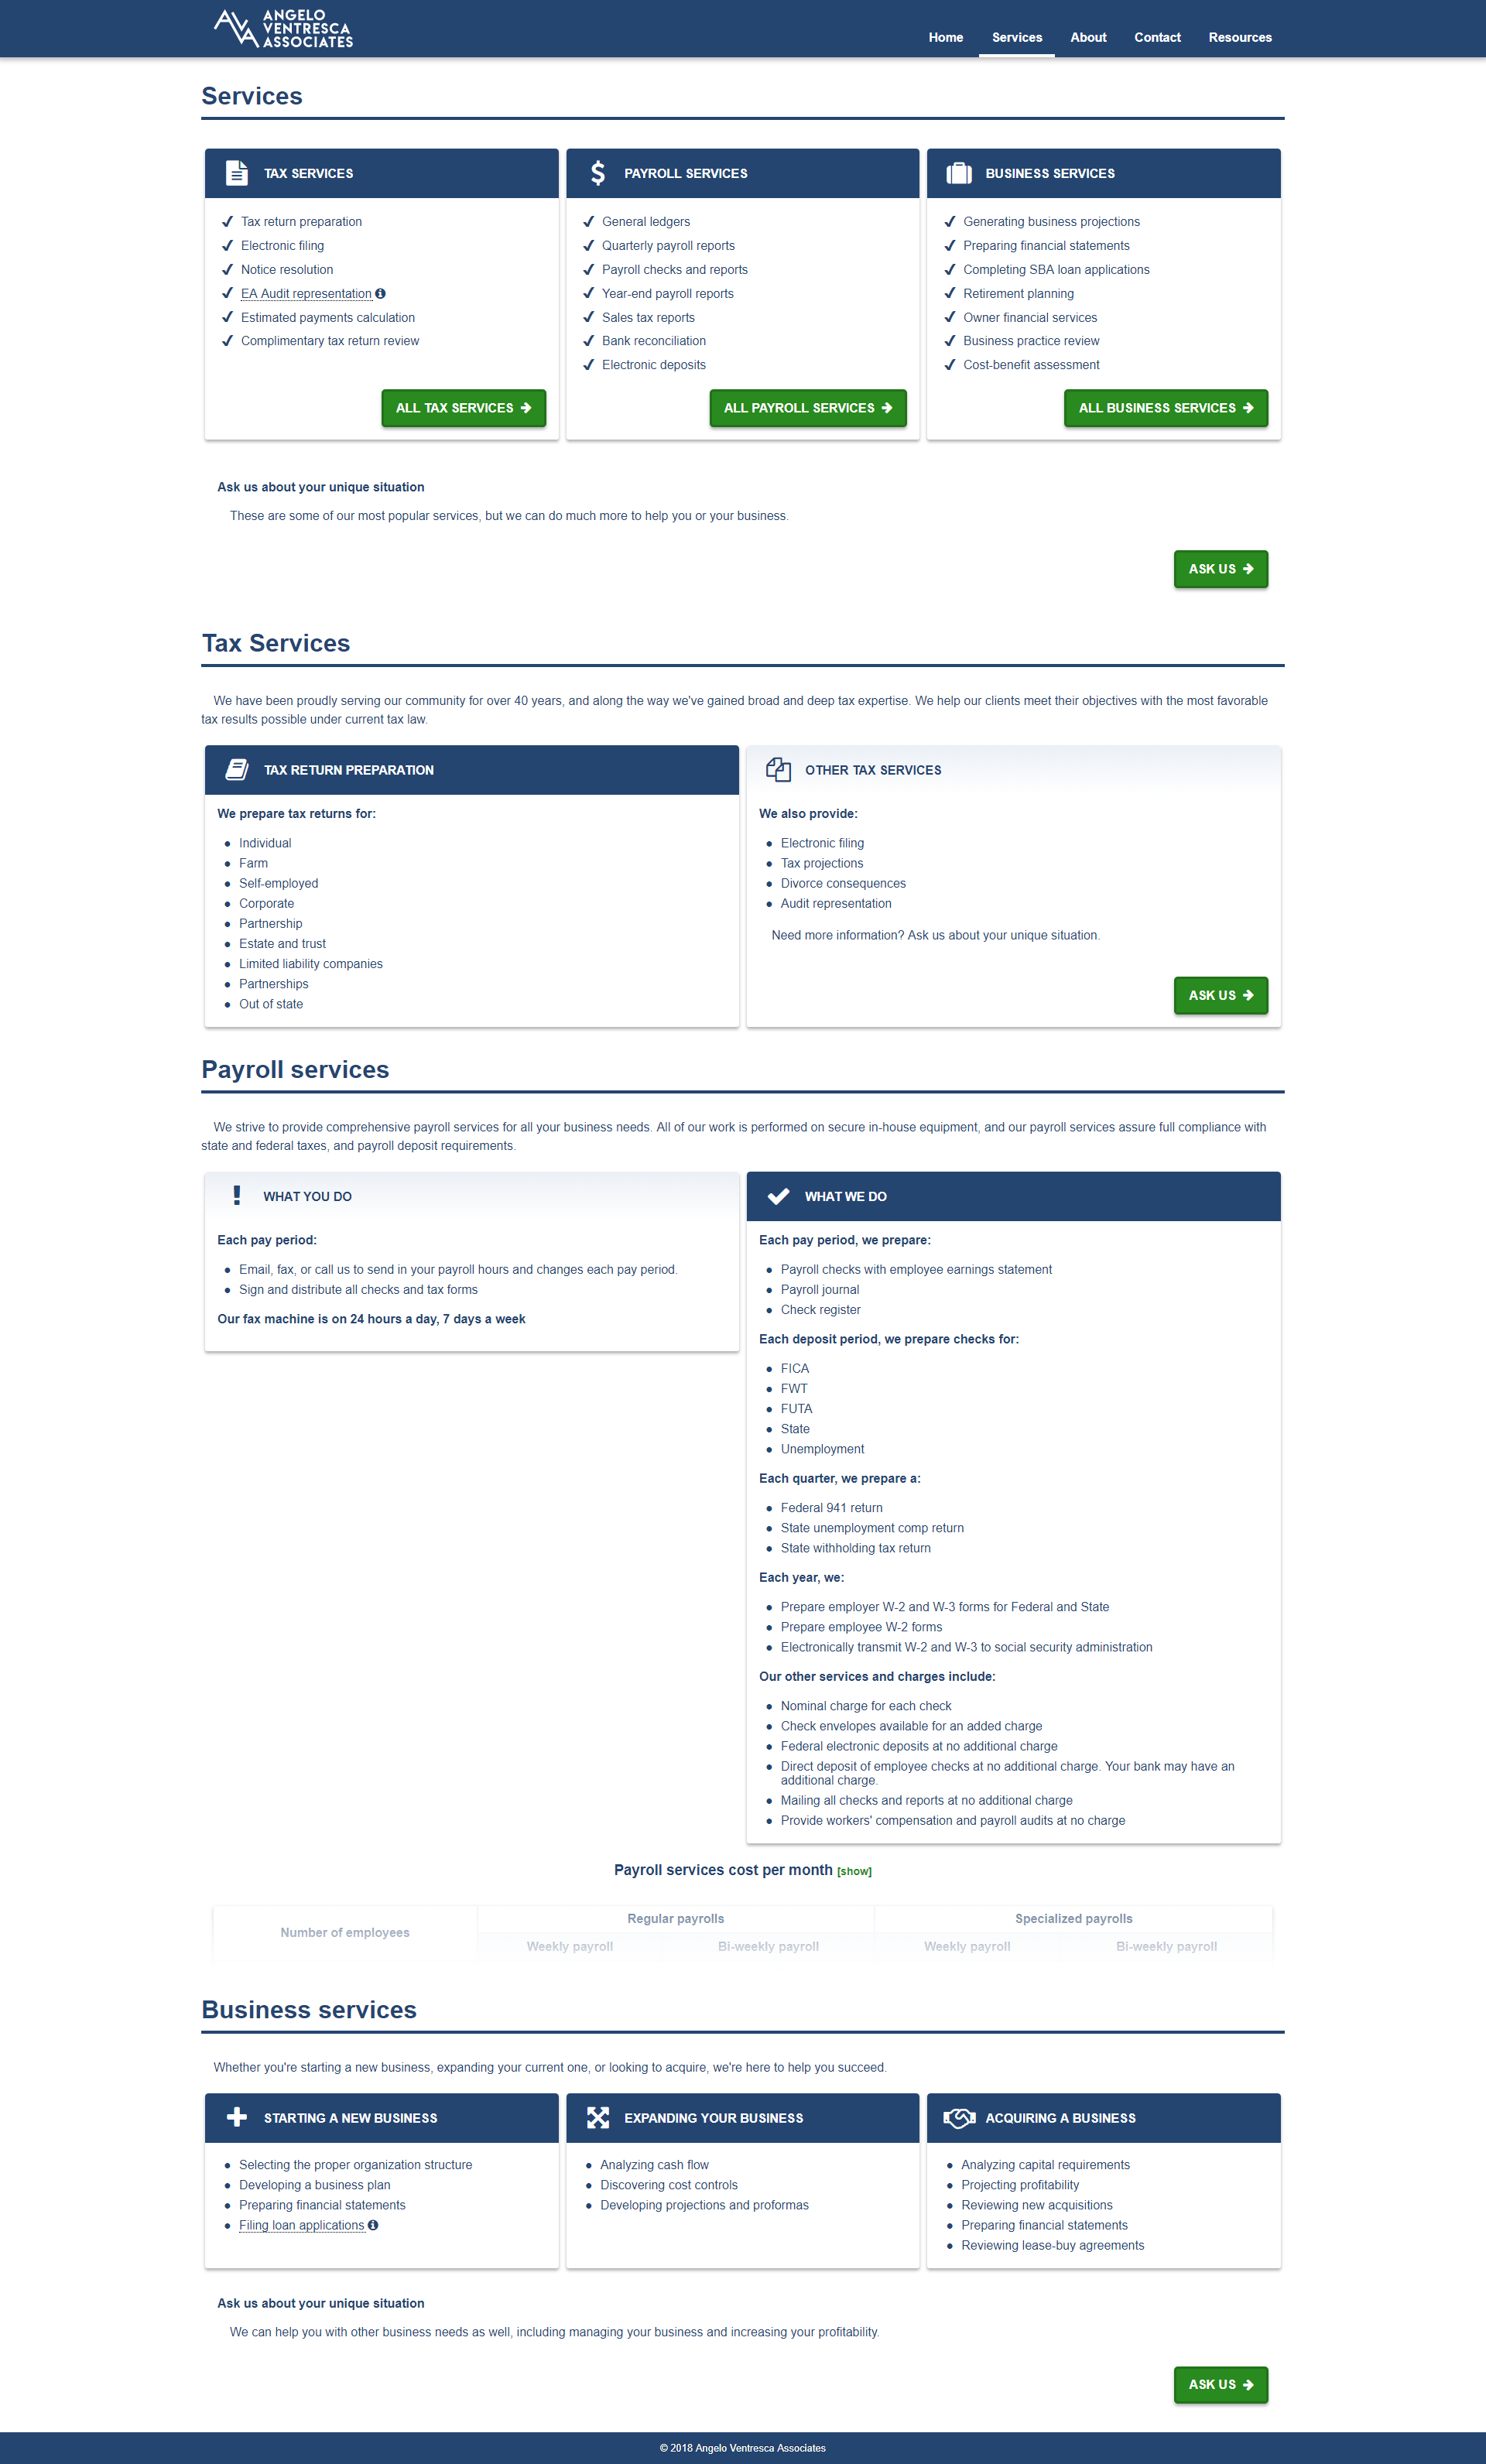 ANGELO
VENTRESCA
ASSOCIATES
Home
Services
About
Contact
Resources
Services
TAX SERVICES
Tax return preparation
Electronic filing
Notice resolution
EA Audit representation
Estimated payments calculation
Complimentary tax return review
ALL TAX SERVICES
PAYROLL SERVICES
General ledgers
Quarterly payroll reports
Payroll checks and reports
Year-end payroll reports
Sales tax reports
Bank reconciliation
Electronic deposits
ALL PAYROLL SERVICES
BUSINESS SERVICES
Generating business projections
Preparing financial statements
Completing SBA loan applications
Retirement planning
Owner financial services
Business practice review
Cost-benefit assessment
ALL BUSINESS SERVICES
Ask us about your unique situation
These are some of our most popular services, but we can do much more to help you or your business.
ASK US
Tax Services
We have been proudly serving our community for over 40 years, and along the way we've gained broad and deep tax expertise. We help our clients meet their objectives with the most favorable
tax results possible under current tax law.
TAX RETURN PREPARATION
We prepare tax returns for:
Individual
Farm
Self-employed
Corporate
Partnership
Estate and trust
Limited liability companies
Partnerships
Out of state
OTHER TAX SERVICES
We also provide:
Electronic filing
Tax projections
Divorce consequences
Audit representation
Need more information? Ask us about your unique situation.
ASK US
Payroll services
We strive to provide comprehensive payroll services for all your business needs. All of our work is performed on secure in-house equipment, and our payroll services assure full compliance with
state and federal taxes, and payroll deposit requirements.
WHAT YOU DO
Each pay period:
Email, fax, or call us to send in your payroll hours and changes each pay period.
Sign and distribute all checks and tax forms
Our fax machine is on 24 hours a day, 7 days a week
WHAT WE DO
Each pay period, we prepare:
Payroll checks with employee earnings statement
Payroll journal
Check register
Each deposit period, we prepare checks for:
FICA
FWT
FUTA
State
Unemployment
Each quarter, we prepare a:
Federal 941 return
State unemployment comp return
State withholding tax return
Each year, we:
Prepare employer W-2 and W-3 forms for Federal and State
Prepare employee W-2 forms
Electronically transmit W-2 and W-3 to social security administration
Our other services and charges include:
Nominal charge for each check
Check envelopes available for an added charge
Federal electronic deposits at no additional charge
Direct deposit of employee checks at no additional charge. Your bank may have an
additional charge.
Mailing all checks and reports at no additional charge
Provide workers' compensation and payroll audits at no charge
Payroll services cost per month [show]
Number of employees
Regular payrolls
Specialized payrolls
Weekly payroll
Bi-weekly payroll
Weekly payroll
Bi-weekly payroll
Business services
Whether you're starting a new business, expanding your current one, or looking to acquire, we're here to help you succeed.
STARTING A NEW BUSINESS
Selecting the proper organization structure
Developing a business plan
Preparing financial statements
Filing loan applications
EXPANDING YOUR BUSINESS
Analyzing cash flow
Discovering cost controls
Developing projections and proformas
ACQUIRING A BUSINESS
Analyzing capital requirements
Projecting profitability
Reviewing new acquisitions
Preparing financial statements
Reviewing lease-buy agreements
Ask us about your unique situation
We can help you with other business needs as well, including managing your business and increasing your profitability.
ASK US
© 2018 Angelo Ventresca Associates